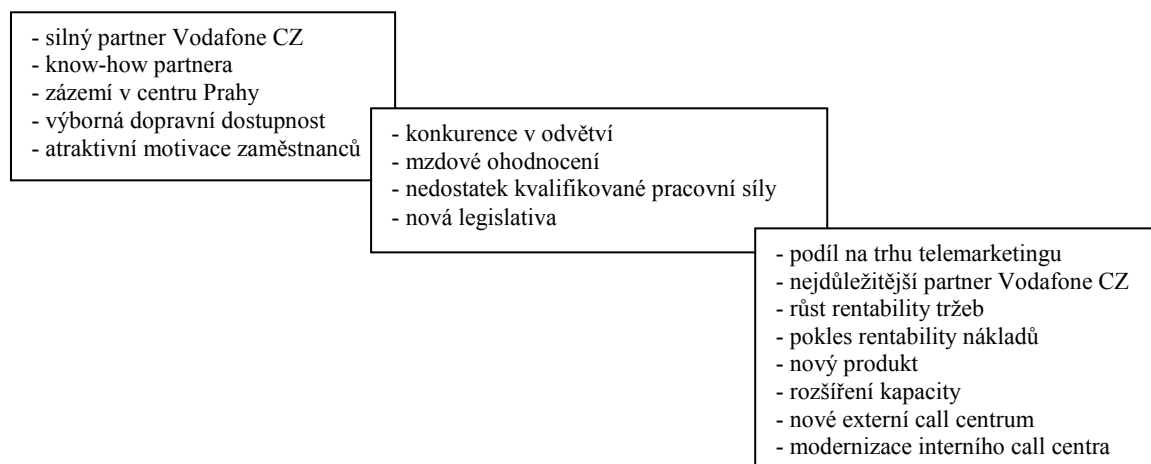 - silný partner Vodafone CZ
- know-how partnera
- zázemí v centru Prahy
- výborná dopravní dostupnost
- atraktivní motivace zaměstnanců
- konkurence v odvětví
- mzdové ohodnocení
- nedostatek kvalifikované pracovní síly
- nová legislativa
- podíl na trhu telemarketingu
- nejdůležitější partner Vodafone CZ
- růst rentability tržeb
- pokles rentability nákladů
- nový produkt
- rozšíření kapacity
- nové externí call centrum
- modernizace interního call centra